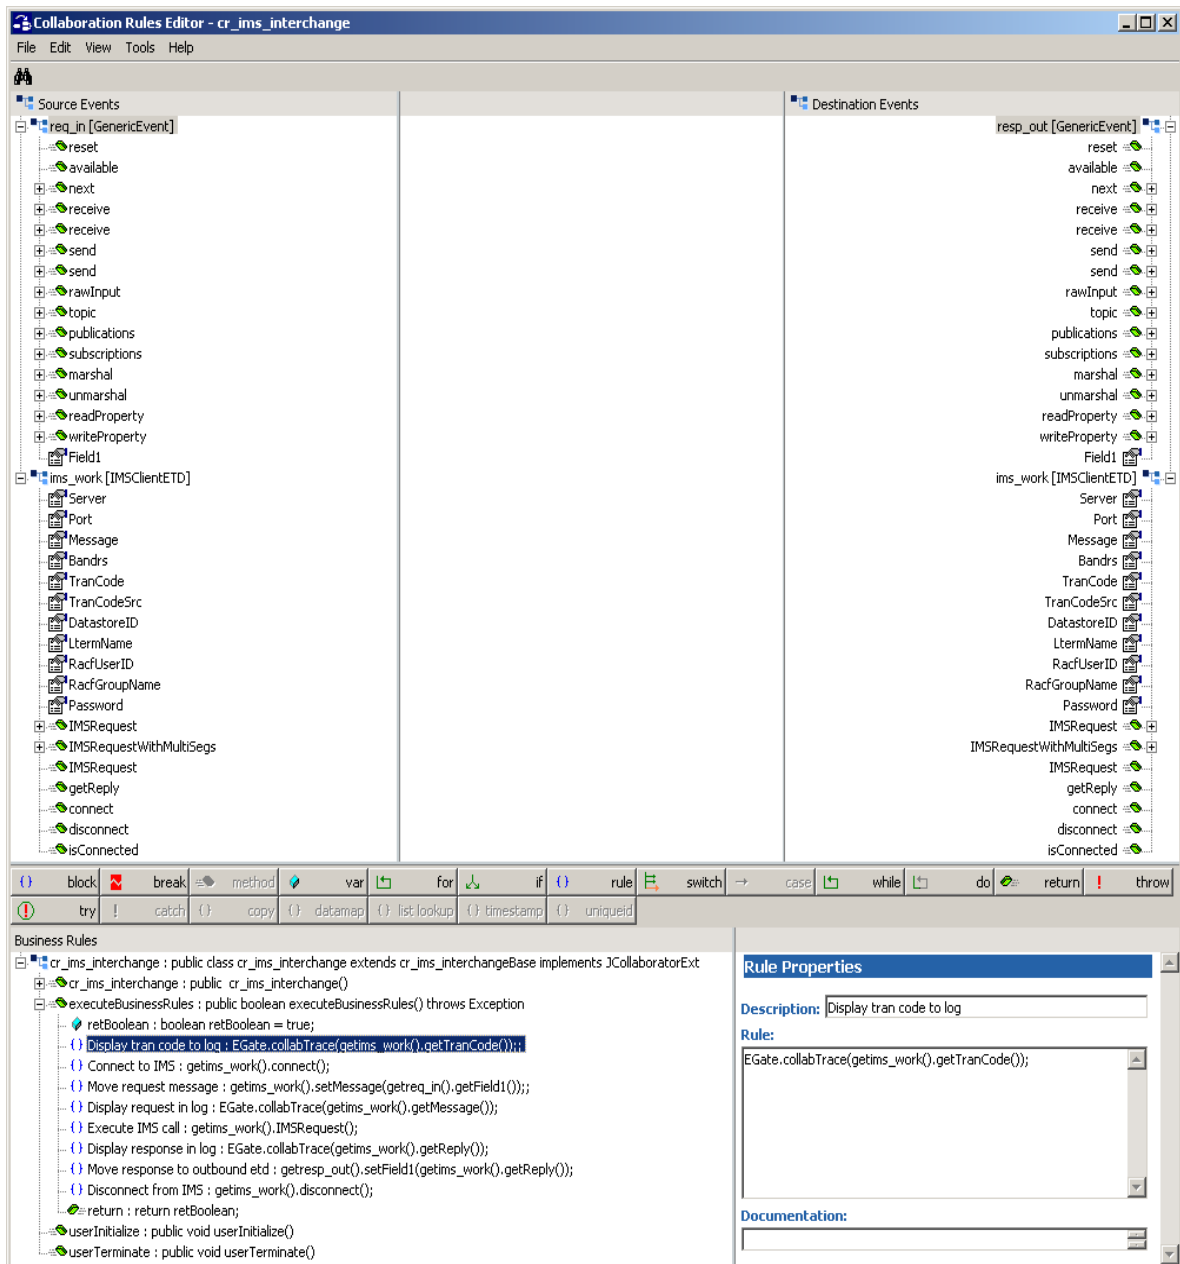 Collaboration Rules Editor - cr_ims_interchange
File Edit View Tools Help
Source Events
req_in [GenericEvent]
reset
available
next
receive
receive
send
send
rawInput
topic
publications
subscriptions
marshal
unmarshal
readProperty
writeProperty
Field1
ims_work [IMSClientETD]
Server
Port
Message
Bandrs
TranCode
TranCodeSrc
DatastoreID
LtermName
RacfUserID
RacfGroupName
Password
IMSRequest
IMSRequestWithMultiSegs
IMSRequest
getReply
connect
disconnect
isConnected
Destination Events
resp_out [GenericEvent]
reset
available
next
receive
receive
send
send
rawInput
topic
publications
subscriptions
marshal
unmarshal
readProperty
writeProperty
Field1
ims_work [IMSClientETD]
Server
Port
Message
Bandrs
TranCode
TranCodeSrc
DatastoreID
LtermName
RacfUserID
RacfGroupName
Password
IMSRequest
IMSRequestWithMultiSegs
IMSRequest
getReply
connect
disconnect
isConnected
block break method var for if rule switch case while do return throw
try catch copy datamap list lookup timestamp uniqueid
Business Rules
cr_ims_interchange : public class cr_ims_interchange extends cr_ims_interchangeBase implements JCollaboratorExt
cr_ims_interchange : public cr_ims_interchange()
executeBusinessRules : public boolean executeBusinessRules() throws Exception
retBoolean : boolean retBoolean = true;
Display tran code to log : EGate.collabTrace(getims_work().getTranCode());;
Connect to IMS : getims_work().connect();
Move request message : getims_work().setMessage(getreq_in().getField1());;
Display request in log : EGate.collabTrace(getims_work().getMessage());
Execute IMS call : getims_work().IMSRequest();
Display response in log : EGate.collabTrace(getims_work().getReply());
Move response to outbound etd : getresp_out().setField1(getims_work().getReply());
Disconnect from IMS : getims_work().disconnect();
return : return retBoolean;
userInitialize : public void userInitialize()
userTerminate : public void userTerminate()
Rule Properties
Description: Display tran code to log
Rule:
EGate.collabTrace(getims_work().getTranCode());
Documentation: